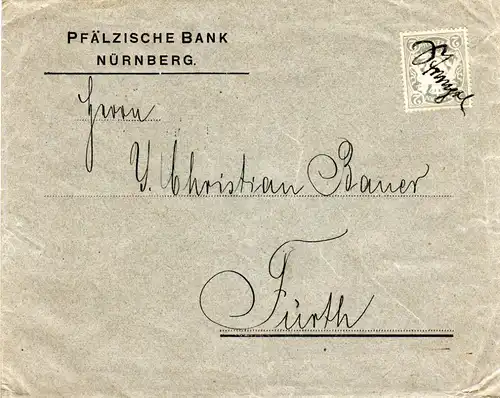 PFÄLZISCHE BANK
NÜRNBERG.
Herrn
J. Christian Bauer
Fürth